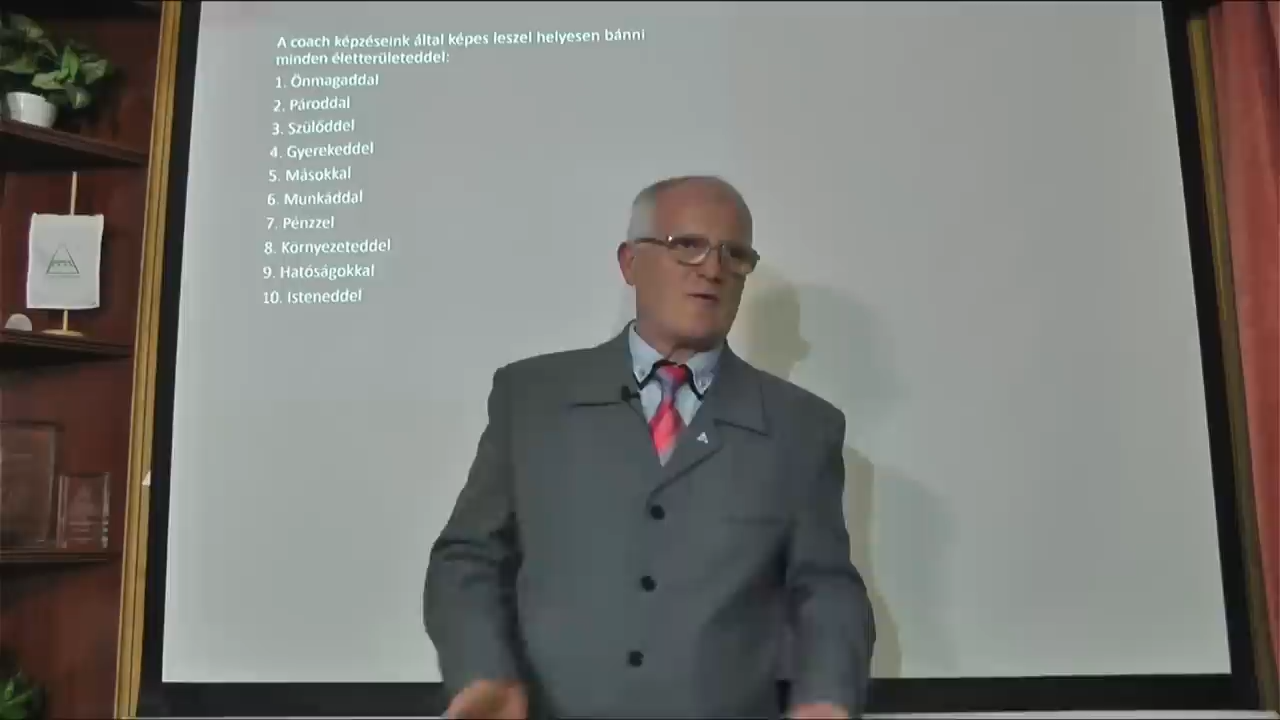 A coach képzéseink által képes leszel helyesen bánni
minden életterületeddel:
1. Önmagaddal
2. Pároddal
3. Szülőddel
4. Gyerekeddel
5. Másokkal
6. Munkáddal
7. Pénzzel
8. Környezeteddel
9. Hatóságokkal
10. Isteneddel